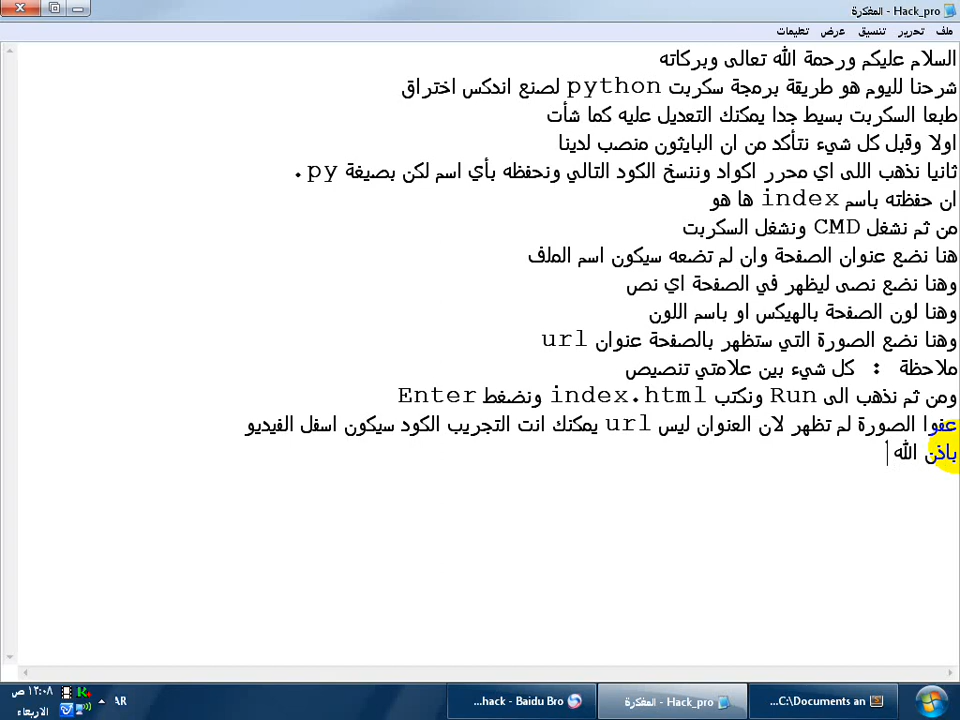 Hack_pro - المفكرة
ملف تحرير تنسيق عرض تعليمات
السلام عليكم ورحمة الله تعالى وبركاته
شرحنا لليوم هو طريقة برمجة سكربت python لصنع اندكس اختراق
طبعا السكربت بسيط جدا يمكنك التعديل عليه كما شأت
اولا وقبل كل شيء نتأكد من ان البايثون منصب لدينا
ثانيا نذهب اللى اي محرر اكواد وننسخ الكود التالي ونحفظه بأي اسم لكن بصيغة py .
ان حفظته باسم index ها هو
من ثم نشغل CMD ونشغل السكربت
هنا نضع عنوان الصفحة وان لم تضعه سيكون اسم الملف
وهنا نضع نصى ليظهر في الصفحة اي نص
وهنا لون الصفحة بالهيكس او باسم اللون
وهنا نضع الصورة التي ستظهر بالصفحة عنوان url
ملاحظة : كل شيء بين علامتي تنصيص
ومن ثم نذهب الى Run ونكتب index.html ونضغط Enter
عفوا الصورة لم تظهر لان العنوان ليس url يمكنك انت التجريب الكود سيكون اسفل الفيديو
باذن الله أ
C:\Documents an...
Hack_pro - المفكرة
hack - Baidu Bro...
AR
١٢:٠٨ ص
الاربعاء